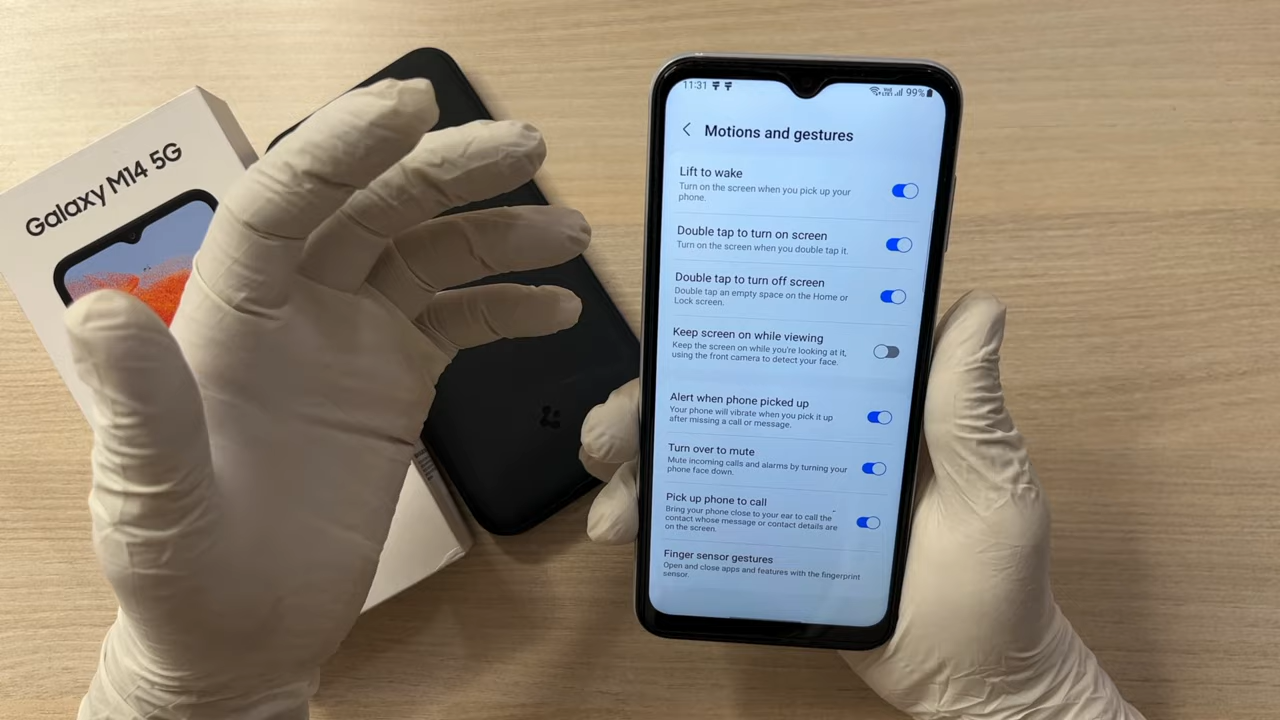 Galaxy M14 5G
11:31
99%
Motions and gestures
Lift to wake
Turn on the screen when you pick up your
phone.
Double tap to turn on screen
Turn on the screen when you double tap it.
Double tap to turn off screen
Double tap an empty space on the Home or
Lock screen.
Keep screen on while viewing
Keep the screen on while you're looking at it,
using the front camera to detect your face.
Alert when phone picked up
Your phone will vibrate when you pick it up
after missing a call or message.
Turn over to mute
Mute incoming calls and alarms by turning your
phone face down.
Pick up phone to call
Bring your phone close to your ear to call the
contact whose message or contact details are
on the screen.
Finger sensor gestures
Open and close apps and features with the fingerprint
sensor.